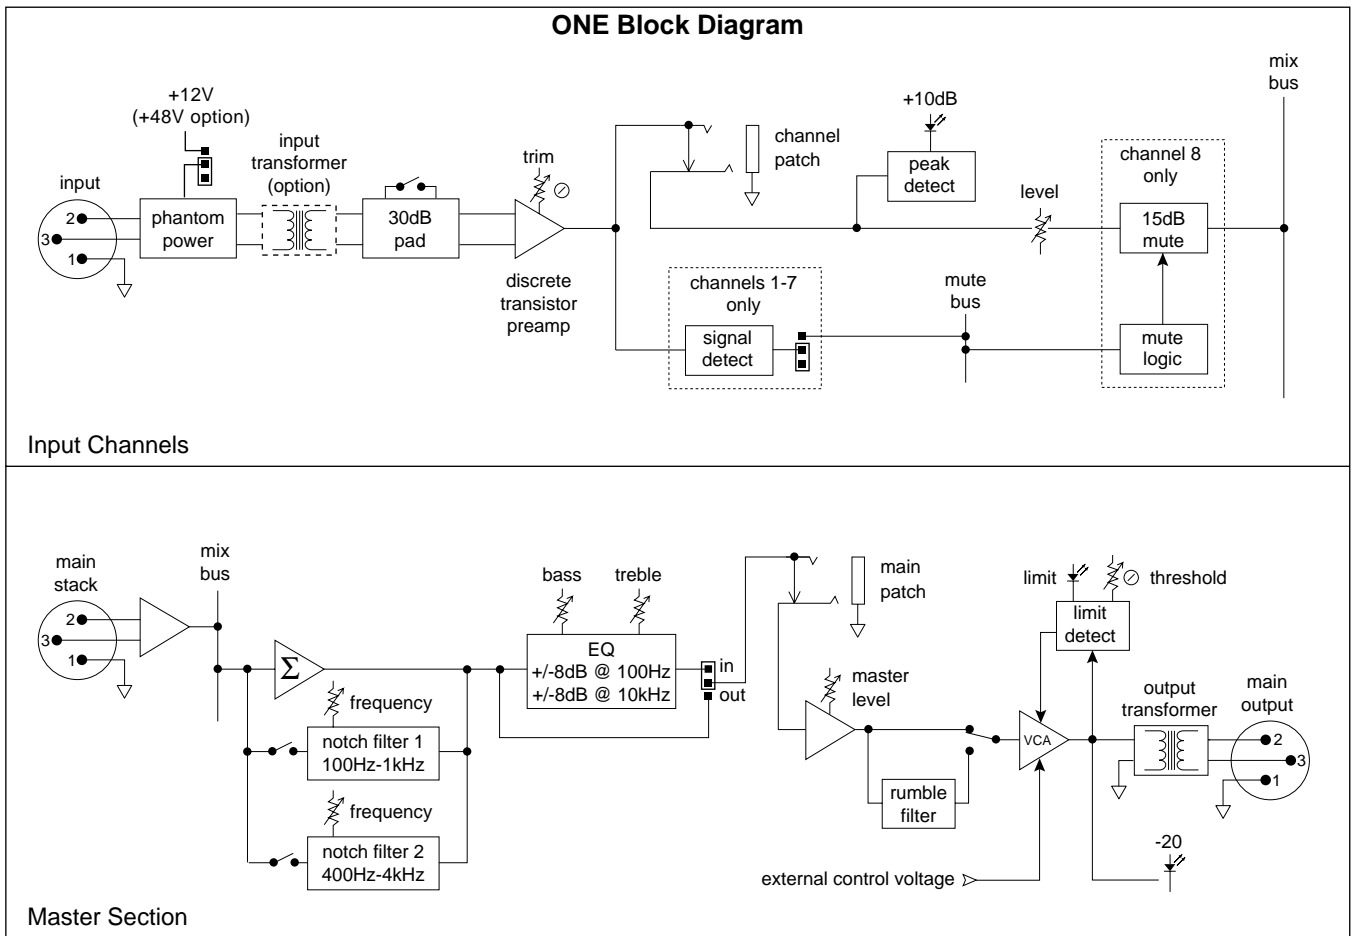 ONE Block Diagram
mix
bus
+12V
(+48V option)
input
transformer
(option)
input
2
3
1
phantom
power
30dB
pad
trim
discrete
transistor
preamp
channel
patch
+10dB
peak
detect
level
channel 8
only
15dB
mute
mute
logic
channels 1-7
only
signal
detect
mute
bus
Input Channels
main
stack
2
3
1
mix
bus
Σ
frequency
notch filter 1
100Hz-1kHz
frequency
notch filter 2
400Hz-4kHz
bass
treble
EQ
+/-8dB @ 100Hz
+/-8dB @ 10kHz
in
out
main
patch
master
level
rumble
filter
VCA
limit
threshold
limit
detect
output
transformer
main
output
2
3
1
-20
external control voltage
Master Section